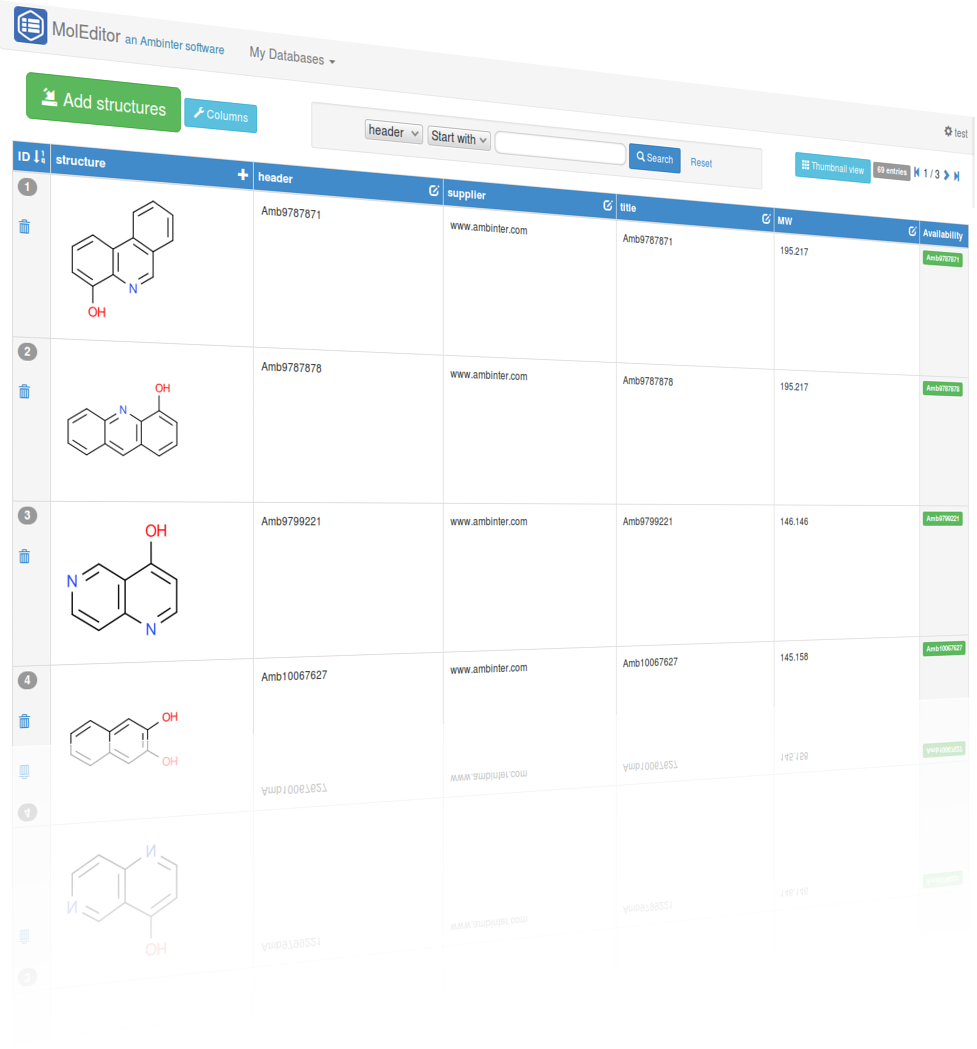 MolEditor an Ambinter software My Databases
test
Add structures Columns
header Start with Search Reset
Thumbnail view 69 entries 1 / 3
ID structure header supplier title MW Availability
1 Amb9787871 www.ambinter.com Amb9787871 195.217 Amb9787871
N
OH
2 Amb9787878 www.ambinter.com Amb9787878 195.217 Amb9787878
OH
N
3 Amb9799221 www.ambinter.com Amb9799221 146.146 Amb9799221
OH
N
N
4 Amb10067627 www.ambinter.com Amb10067627 145.158 Amb10067627
OH
OH